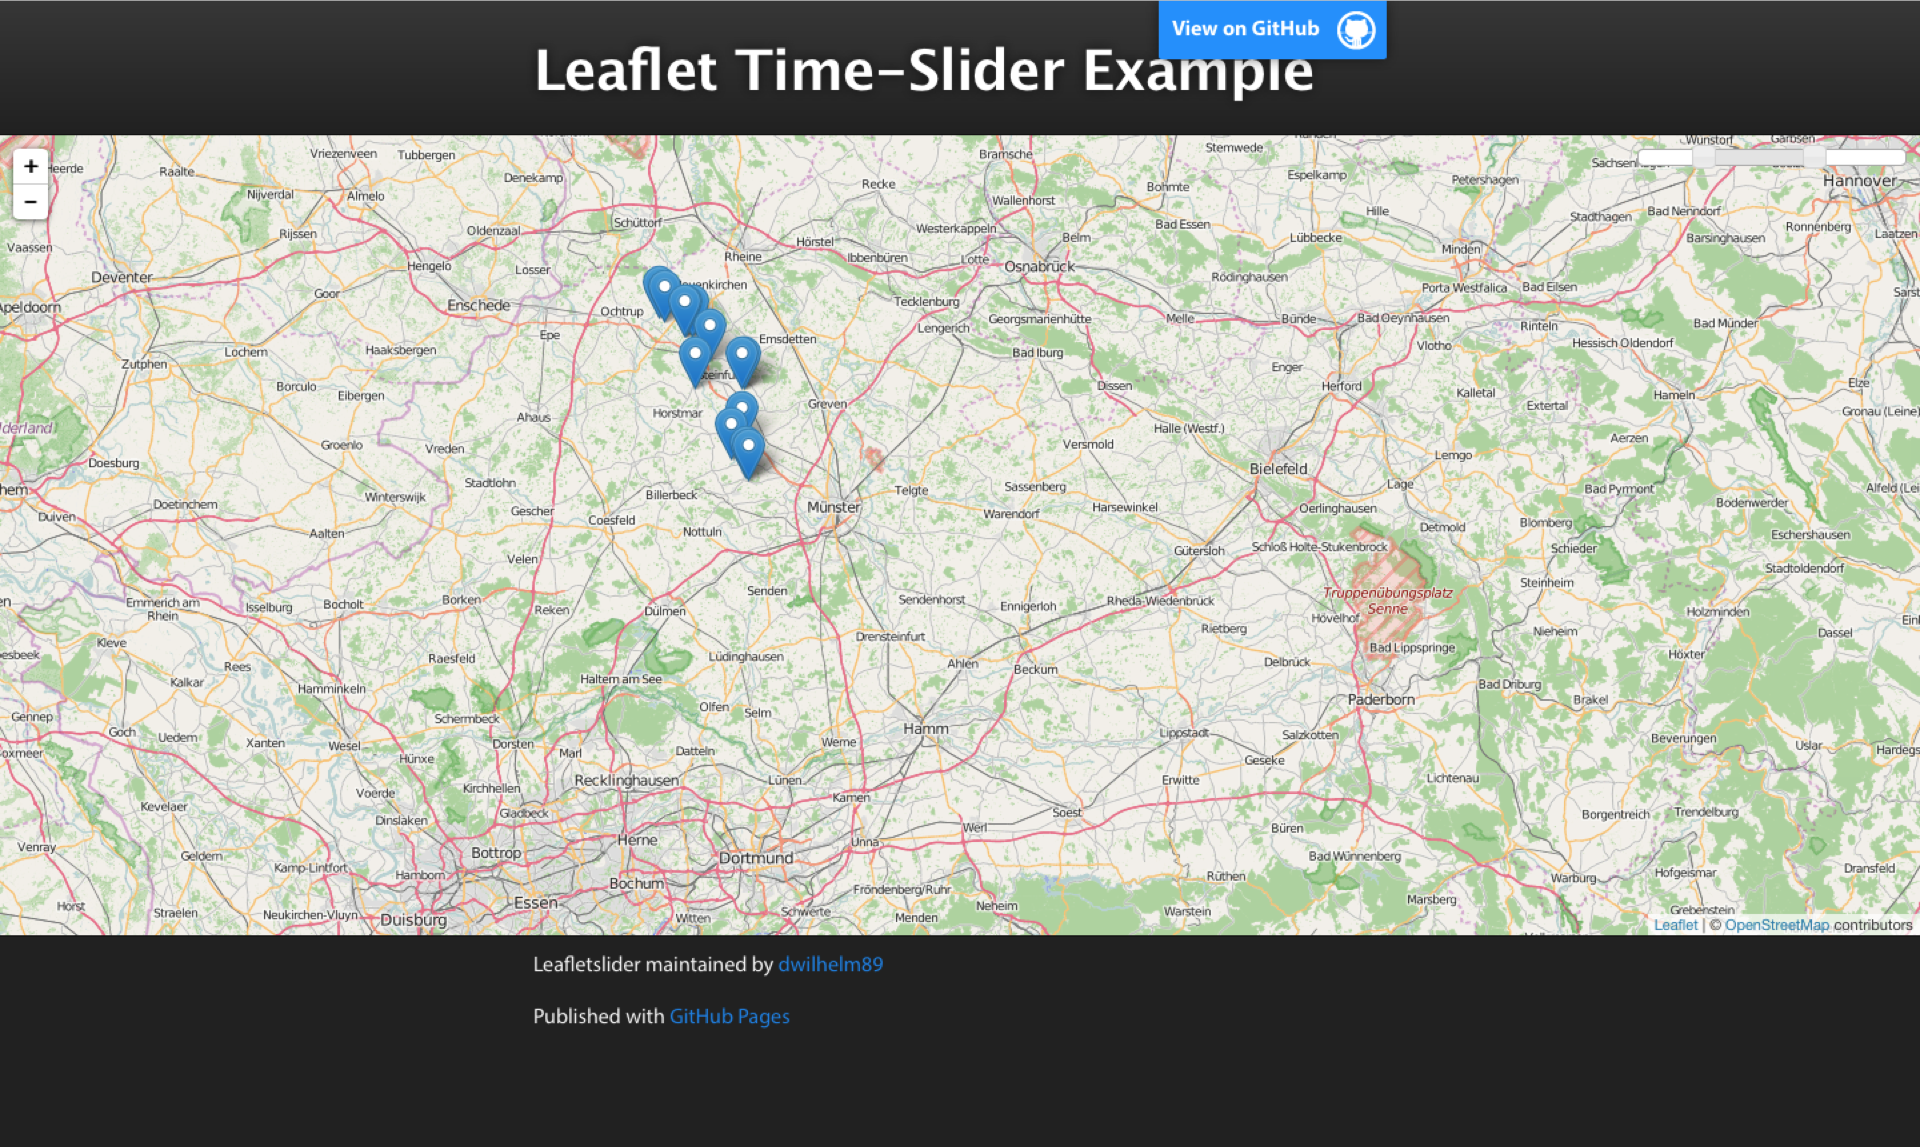 View on GitHub
Leaflet Time-Slider Example
+
−
Wunstorf
Garbsen
Stemwede
Vriezenveen
Tubbergen
Bramsche
Heerde
Raalte
Denekamp
Recke
Bohmte
Espelkamp
Petershagen
Hannover
Nijverdal
Almelo
Wallenhorst
Hille
Stadthagen
Bad Nenndorf
Rijssen
Oldenzaal
Schüttorf
Hörstel
Westerkappeln
Belm
Bad Essen
Lübbecke
Barsinghausen
Ronnenberg
Laatzen
Vaassen
Hengelo
Losser
Rheine
Ibbenbüren
Lotte
Osnabrück
Minden
Deventer
Goor
Enschede
Rödinghausen
Porta Westfalica
Bad Eilsen
Apeldoorn
Ochtrup
Tecklenburg
Georgsmarienhütte
Melle
Bünde
Bad Oeynhausen
Rinteln
Bad Münder
Epe
Emsdetten
Lengerich
Zutphen
Lochem
Haaksbergen
Bad Iburg
Vlotho
Hessisch Oldendorf
Borculo
Eibergen
Dissen
Enger
Herford
Kalletal
Hameln
Elze
Ahaus
Horstmar
Greven
Extertal
Gronau (Leine)
Groenlo
Vreden
Versmold
Halle (Westf.)
Aerzen
Doesburg
Bielefeld
Lemgo
Stadtlohn
Billerbeck
Telgte
Sassenberg
Lage
Bad Pyrmont
Alfeld (Lei
Winterswijk
Doetinchem
Duiven
Gescher
Coesfeld
Münster
Warendorf
Harsewinkel
Oerlinghausen
Detmold
Blomberg
Bodenwerder
Aalten
Nottuln
Eschershausen
Velen
Gütersloh
Schloß Holte-Stukenbrock
Schieder
Stadtoldendorf
Senden
Truppenübungsplatz
Senne
Steinheim
Emmerich am
Rhein
Isselburg
Bocholt
Borken
Reken
Dülmen
Sendenhorst
Ennigerloh
Rheda-Wiedenbrück
Hövelhof
Holzminden
Kleve
Drensteinfurt
Rietberg
Nieheim
Dassel
Rees
Raesfeld
Lüdinghausen
Ahlen
Beckum
Delbrück
Bad Lippspringe
Höxter
Kalkar
Hamminkeln
Haltern am See
Bad Driburg
Paderborn
Brakel
Gennep
Goch
Uedem
Schermbeck
Olfen
Selm
Hamm
Lippstadt
Salzkotten
Beverungen
Uslar
Xanten
Wesel
Dorsten
Marl
Datteln
Werne
Hünxe
Geseke
Voerde
Kirchhellen
Recklinghausen
Lünen
Erwitte
Lichtenau
Kevelaer
Dinslaken
Gladbeck
Kamen
Soest
Borgentreich
Trendelburg
Venray
Geldern
Bottrop
Herne
Dortmund
Unna
Werl
Büren
Bad Wünnenberg
Kamp-Lintfort
Hamborn
Bochum
Fröndenberg/Ruhr
Rüthen
Warburg
Hofgeismar
Dransfeld
Horst
Straelen
Neukirchen-Vluyn
Duisburg
Essen
Witten
Schwerte
Menden
Neheim
Warstein
Marsberg
Grebenstein
Leaflet | © OpenStreetMap contributors
Leafletslider maintained by dwilhelm89
Published with GitHub Pages